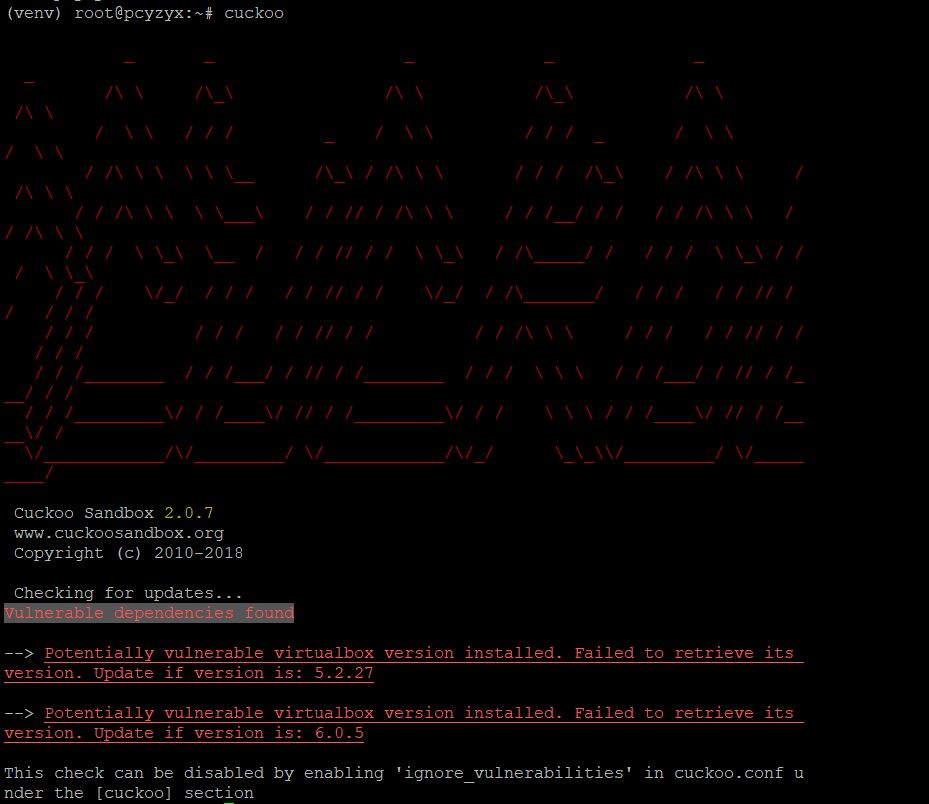 (venv) root@pcyzyx:~# cuckoo
Cuckoo Sandbox 2.0.7
www.cuckoosandbox.org
Copyright (c) 2010-2018
Checking for updates...
Vulnerable dependencies found
--> Potentially vulnerable virtualbox version installed. Failed to retrieve its
version. Update if version is: 5.2.27
--> Potentially vulnerable virtualbox version installed. Failed to retrieve its
version. Update if version is: 6.0.5
This check can be disabled by enabling 'ignore_vulnerabilities' in cuckoo.conf u
nder the [cuckoo] section